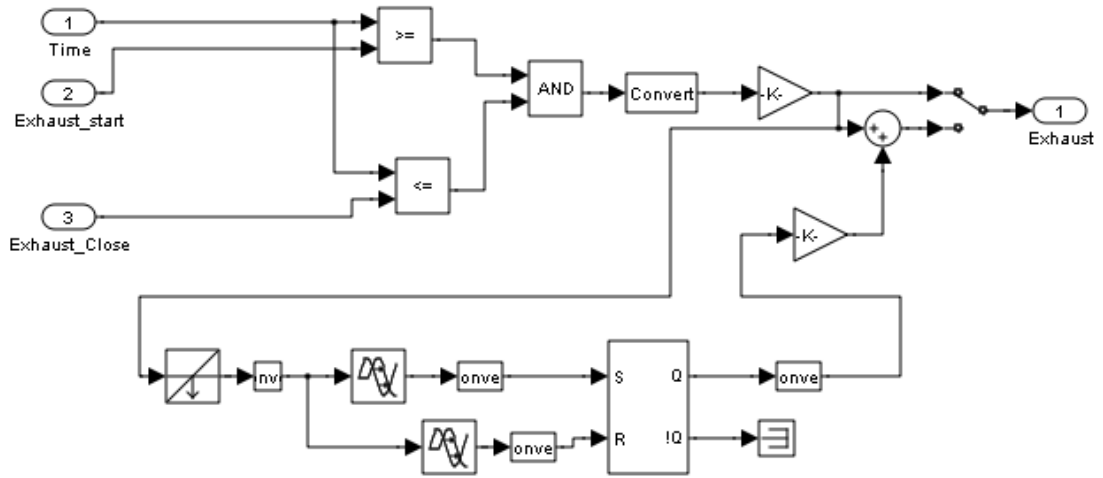 1
Time
>=
2
Exhaust_start
AND
Convert
-K-
+
+
1
Exhaust
<=
3
Exhaust_Close
-K-
nv
onve
S
Q
onve
onve
R
!Q